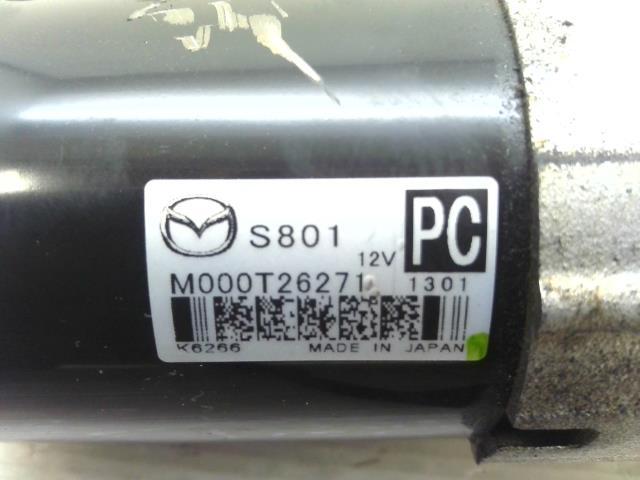 S801 12V PC
M000T26271 1301
K6266 MADE IN JAPAN